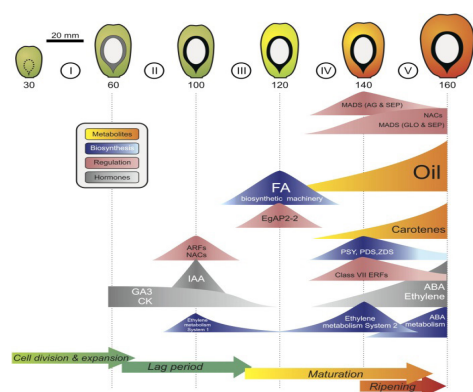 20 mm
I
II
III
IV
V
30
60
100
120
140
160
MADS (AG & SEP)
NACs
MADS (GLO & SEP)
Metabolites
Biosynthesis
Regulation
Hormones
Oil
FA
biosynthetic machinery
EgAP2-2
Carotenes
ARFs
NACs
PSY, PDS,ZDS
IAA
Class VII ERFs
GA3
CK
ABA
Ethylene
Ethylene
metabolism
System 1
Ethylene
metabolism System 2
ABA
metabolism
Cell division & expansion
Lag period
Maturation
Ripening